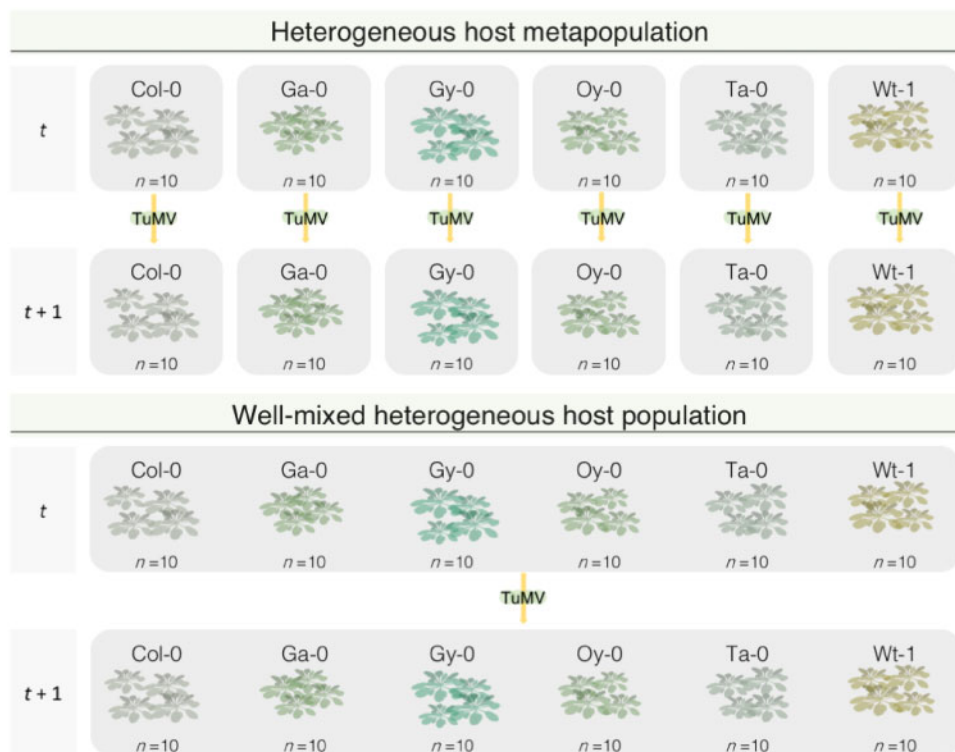 Heterogeneous host metapopulation
Col-0 Ga-0 Gy-0 Oy-0 Ta-0 Wt-1
t
n=10 n=10 n=10 n=10 n=10 n=10
TuMV TuMV TuMV TuMV TuMV TuMV
Col-0 Ga-0 Gy-0 Oy-0 Ta-0 Wt-1
t + 1
n=10 n=10 n=10 n=10 n=10 n=10
Well-mixed heterogeneous host population
Col-0 Ga-0 Gy-0 Oy-0 Ta-0 Wt-1
t
n=10 n=10 n=10 n=10 n=10 n=10
TuMV
Col-0 Ga-0 Gy-0 Oy-0 Ta-0 Wt-1
t + 1
n=10 n=10 n=10 n=10 n=10 n=10